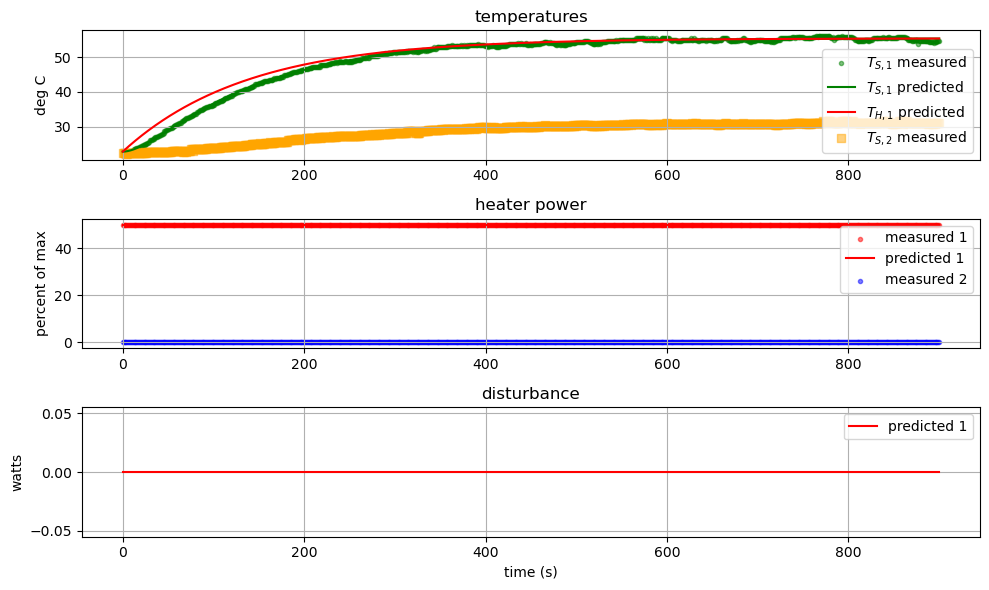 temperatures
deg C
50
40
30
T_{S,1} measured
T_{S,1} predicted
T_{H,1} predicted
T_{S,2} measured
0 200 400 600 800
heater power
percent of max
40
20
0
measured 1
predicted 1
measured 2
0 200 400 600 800
disturbance
watts
0.05
0.00
−0.05
predicted 1
0 200 400 600 800
time (s)